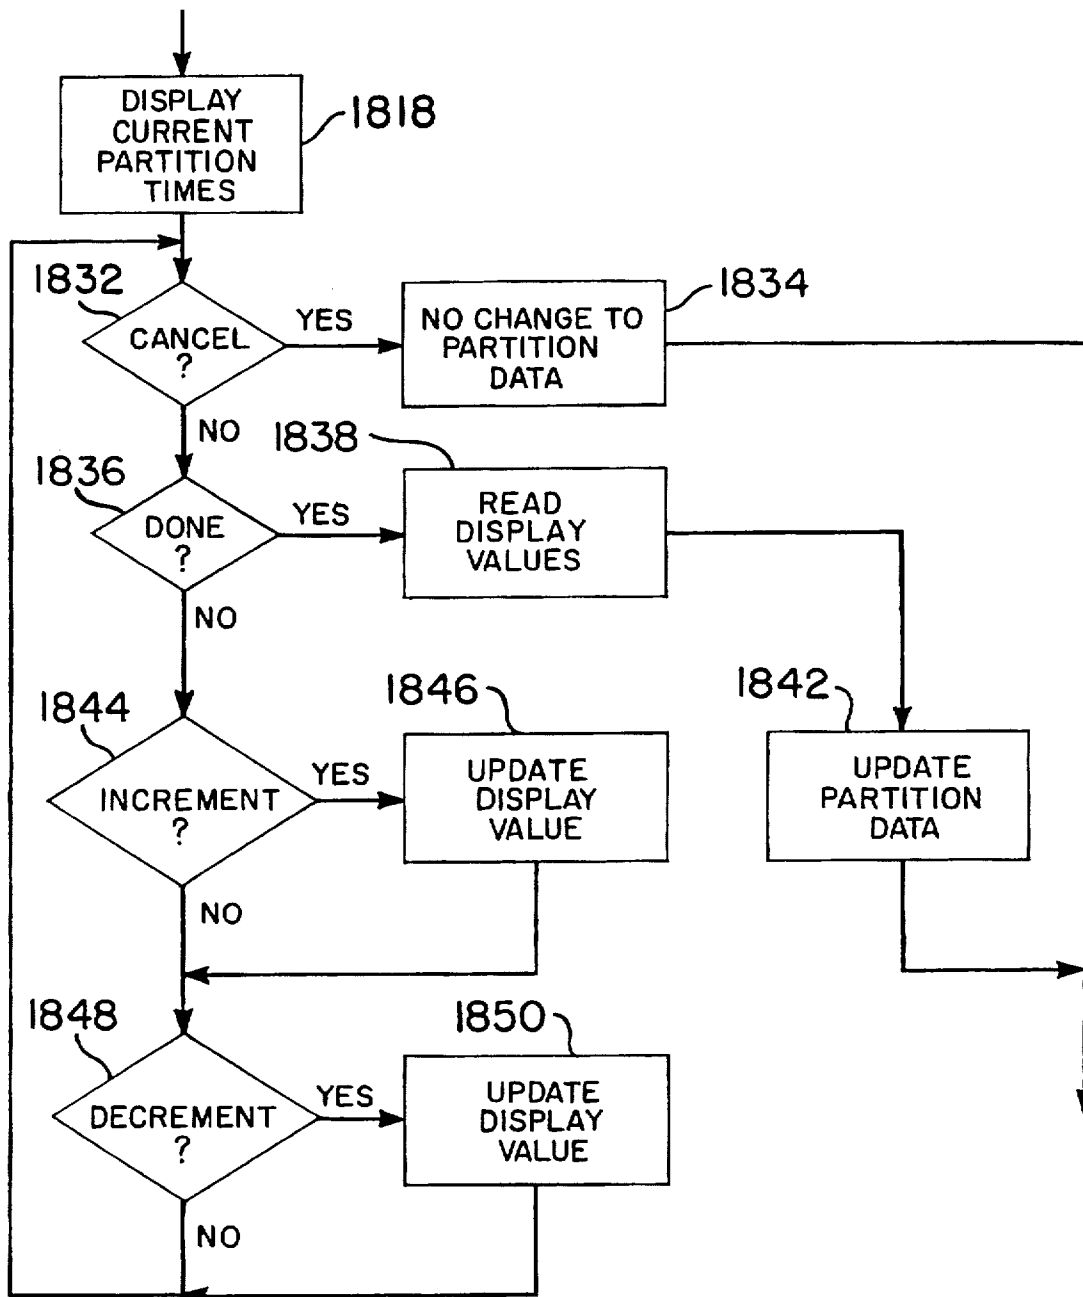 DISPLAY
CURRENT
PARTITION
TIMES
1818
1832
CANCEL
?
YES
NO CHANGE TO
PARTITION
DATA
1834
NO
1836
DONE
?
YES
1838
READ
DISPLAY
VALUES
NO
1844
INCREMENT
?
YES
1846
UPDATE
DISPLAY
VALUE
1842
UPDATE
PARTITION
DATA
NO
1848
DECREMENT
?
YES
1850
UPDATE
DISPLAY
VALUE
NO